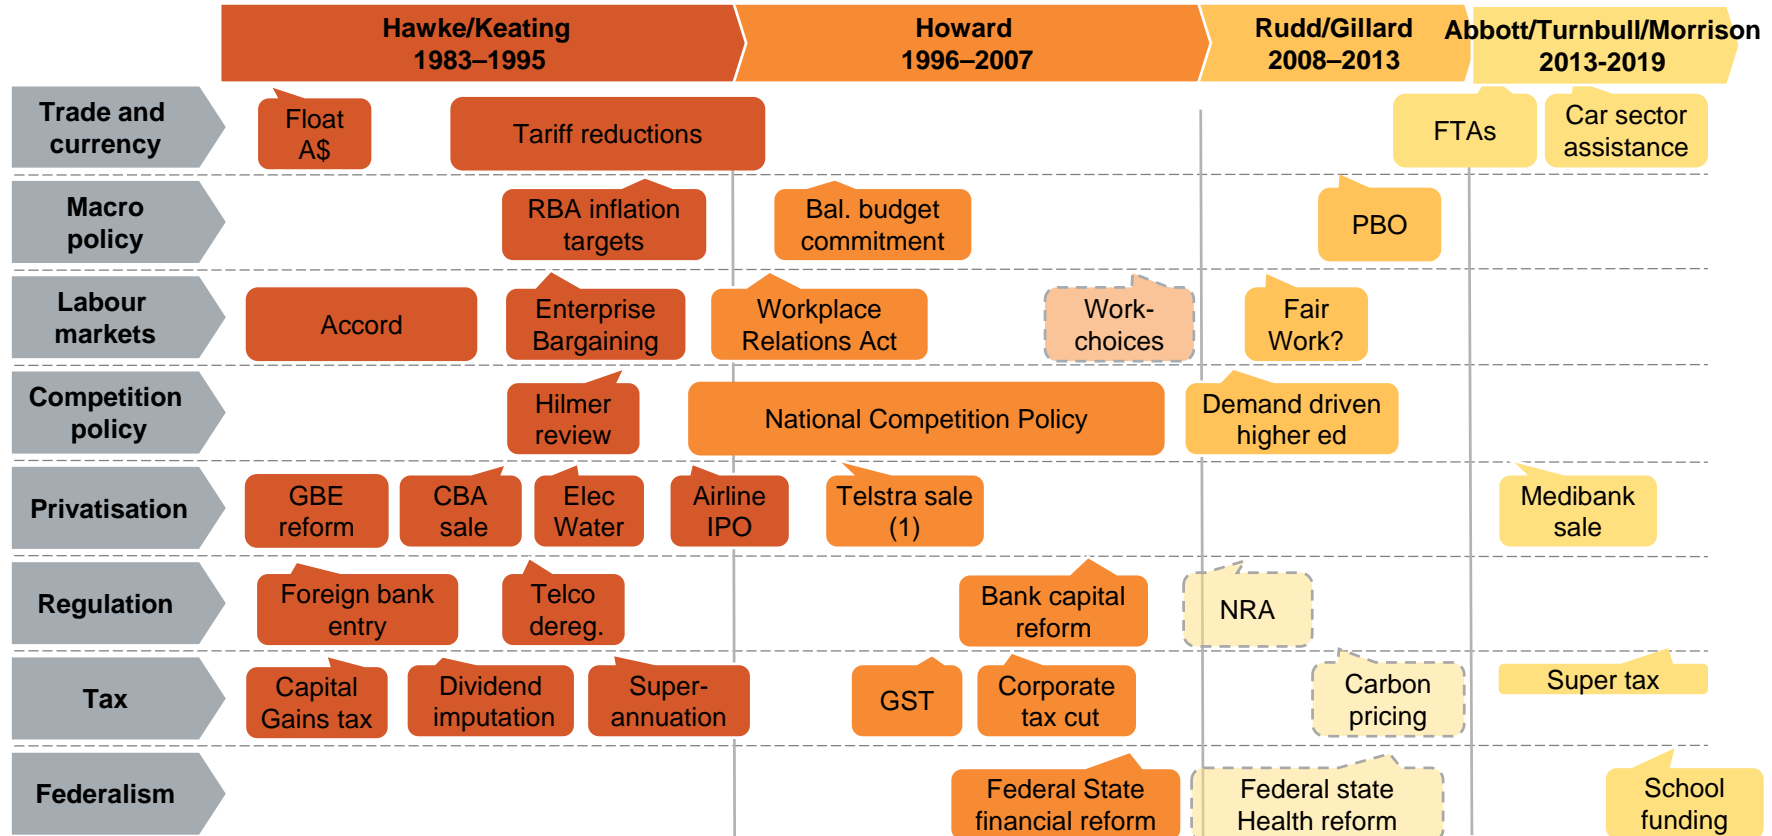 Hawke/Keating
1983–1995
Howard
1996–2007
Rudd/Gillard
2008–2013
Abbott/Turnbull/Morrison
2013-2019
Trade and
currency
Float
A$
Tariff reductions
FTAs
Car sector
assistance
Macro
policy
RBA inflation
targets
Bal. budget
commitment
PBO
Labour
markets
Accord
Enterprise
Bargaining
Workplace
Relations Act
Work-
choices
Fair
Work?
Competition
policy
Hilmer
review
National Competition Policy
Demand driven
higher ed
Privatisation
GBE
reform
CBA
sale
Elec
Water
Airline
IPO
Telstra sale
(1)
Medibank
sale
Regulation
Foreign bank
entry
Telco
dereg.
Bank capital
reform
NRA
Tax
Capital
Gains tax
Dividend
imputation
Super-
annuation
GST
Corporate
tax cut
Carbon
pricing
Super tax
Federalism
Federal State
financial reform
Federal state
Health reform
School
funding